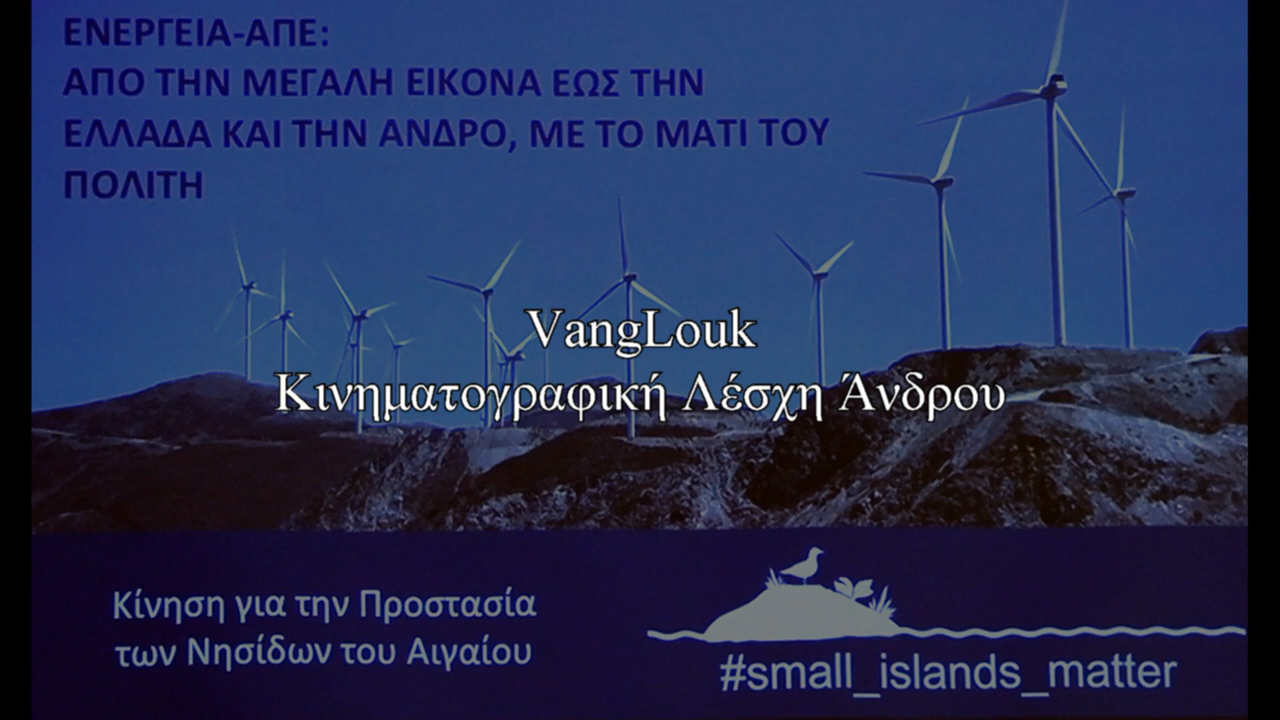 ΕΝΕΡΓΕΙΑ-ΑΠΕ:
ΑΠΟ ΤΗΝ ΜΕΓΑΛΗ ΕΙΚΟΝΑ ΕΩΣ ΤΗΝ
ΕΛΛΑΔΑ ΚΑΙ ΤΗΝ ΑΝΔΡΟ, ΜΕ ΤΟ ΜΑΤΙ ΤΟΥ
ΠΟΛΙΤΗ
VangLouk
Κινηματογραφική Λέσχη Άνδρου
Κίνηση για την Προστασία
των Νησίδων του Αιγαίου
#small_islands_matter